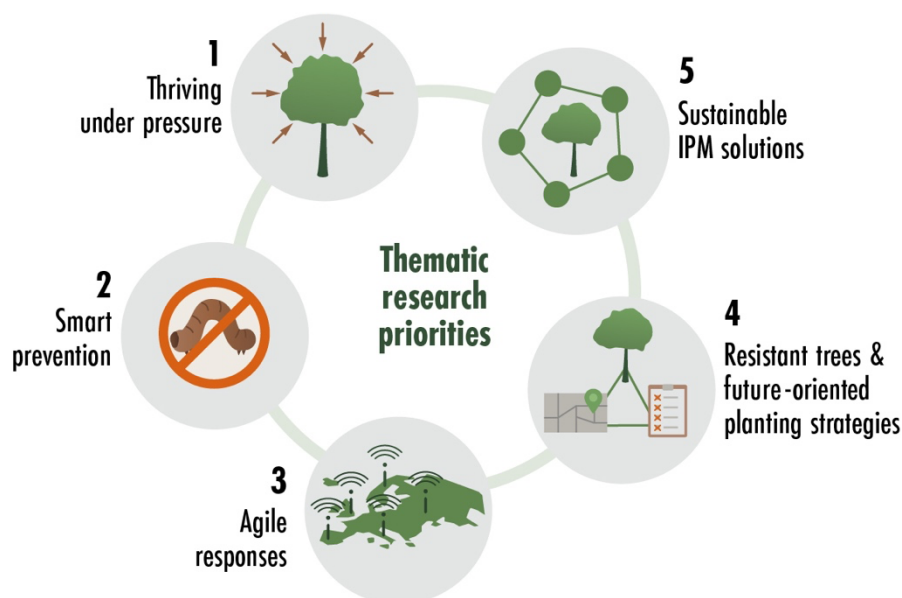 1
Thriving
under pressure
2
Smart
prevention
3
Agile
responses
4
Resistant trees &
future-oriented
planting strategies
5
Sustainable
IPM solutions
Thematic
research
priorities